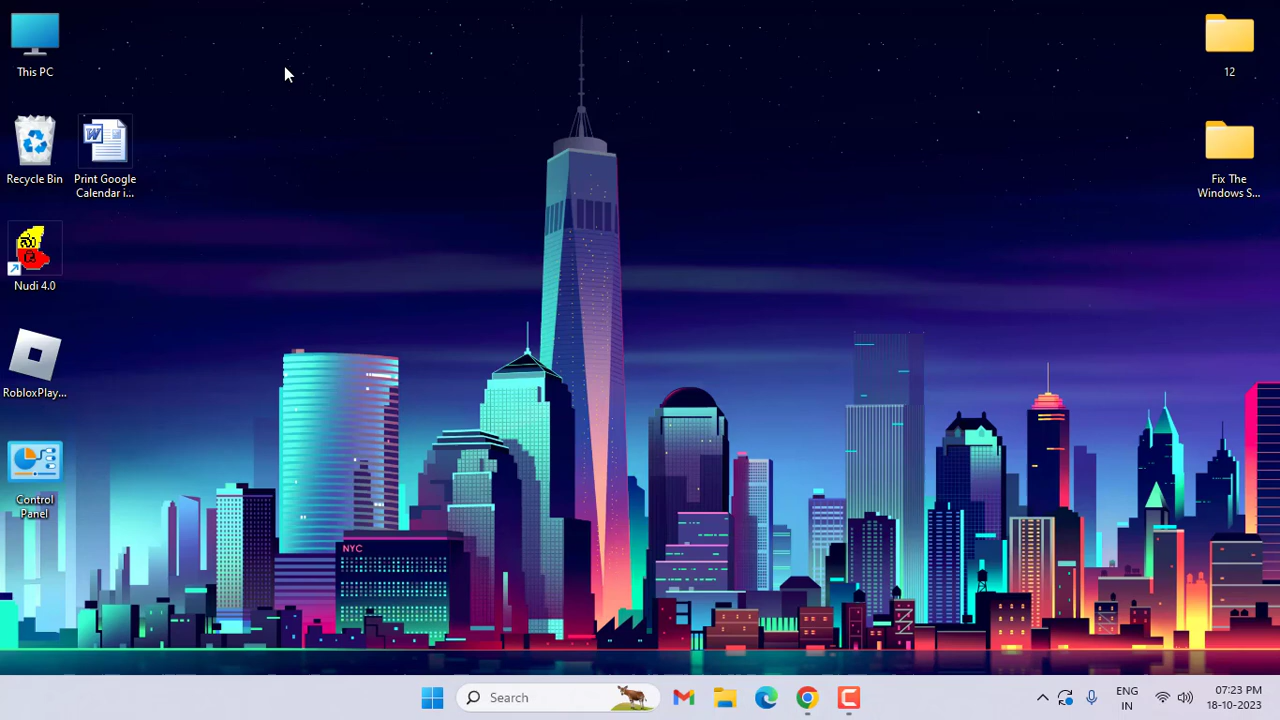 This PC
12
Recycle Bin
Print Google
Calendar i...
Fix The
Windows S...
Nudi 4.0
RobloxPlay...
Control
Panel
NYC
Search
ENG
IN
07:23 PM
18-10-2023